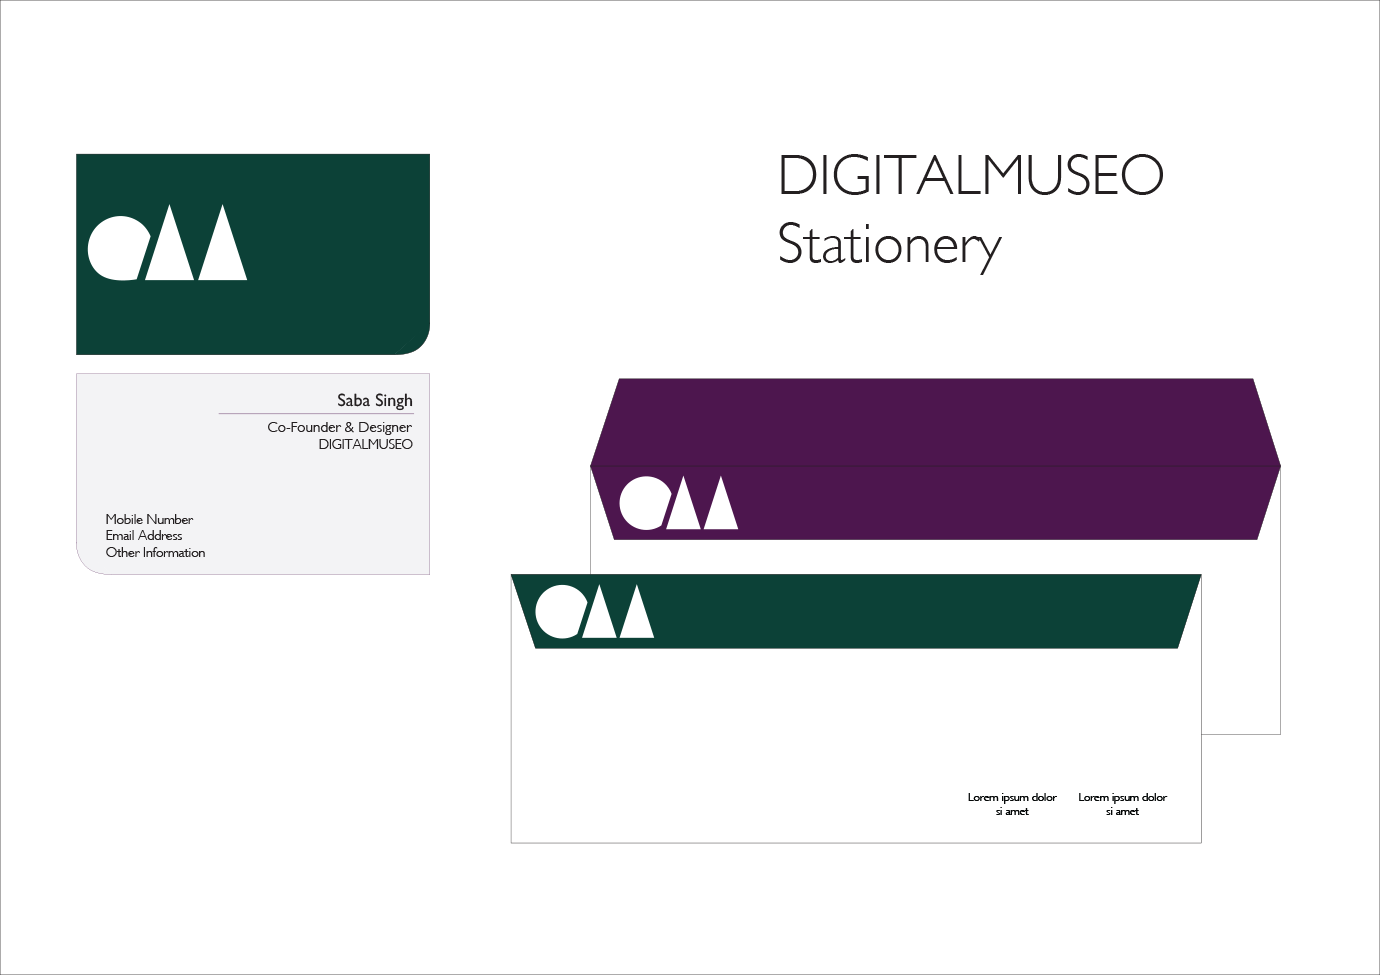 DIGITALMUSEO
Stationery
Saba Singh
Co-Founder & Designer
DIGITALMUSEO
Mobile Number
Email Address
Other Information
Lorem ipsum dolor
si amet
Lorem ipsum dolor
si amet